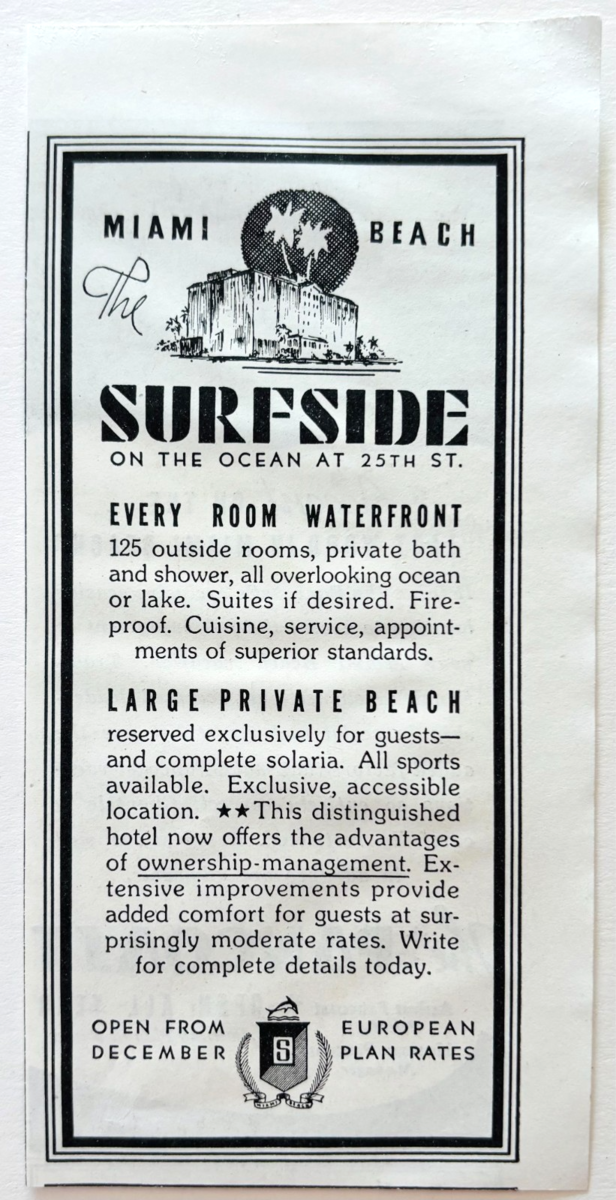 MIAMI BEACH
The
SURFSIDE
ON THE OCEAN AT 25TH ST.
EVERY ROOM WATERFRONT
125 outside rooms, private bath
and shower, all overlooking ocean
or lake. Suites if desired. Fire-
proof. Cuisine, service, appoint-
ments of superior standards.
LARGE PRIVATE BEACH
reserved exclusively for guests—
and complete solaria. All sports
available. Exclusive, accessible
location. ★★This distinguished
hotel now offers the advantages
of ownership-management. Ex-
tensive improvements provide
added comfort for guests at sur-
prisingly moderate rates. Write
for complete details today.
OPEN FROM
DECEMBER
S
MIAMI BEACH
EUROPEAN
PLAN RATES